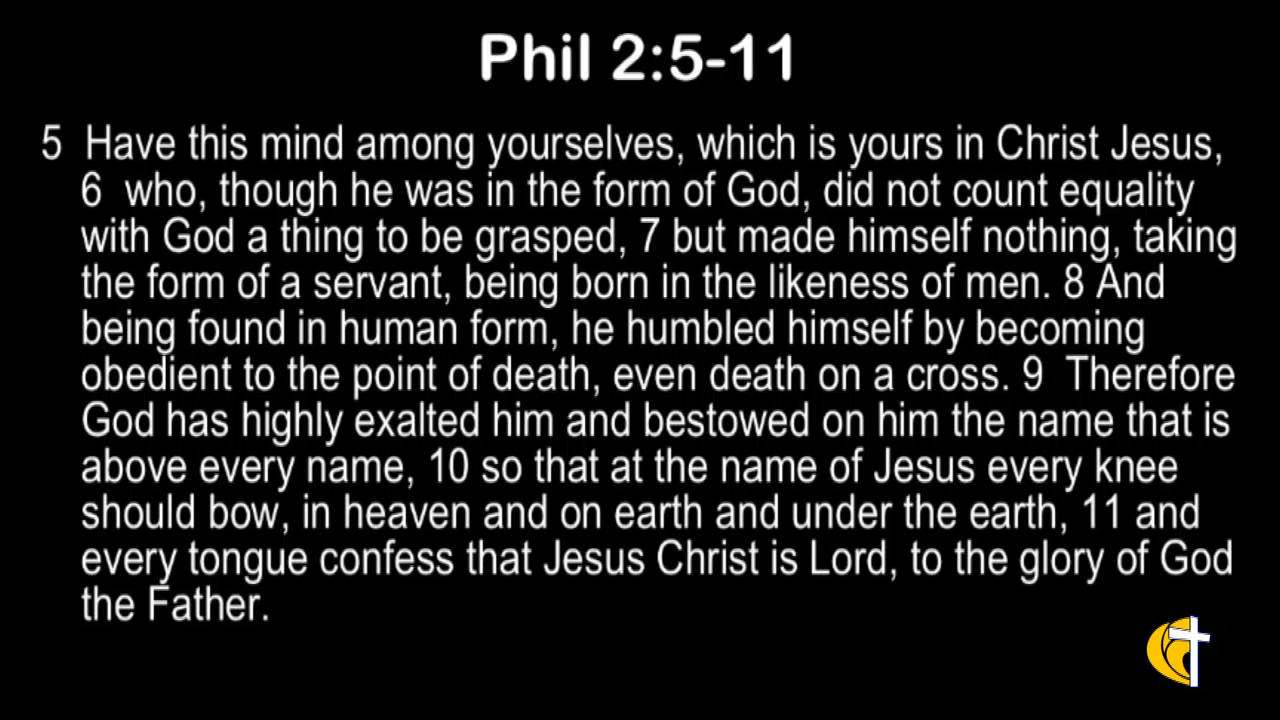 Phil 2:5-11
5 Have this mind among yourselves, which is yours in Christ Jesus,
6 who, though he was in the form of God, did not count equality
with God a thing to be grasped, 7 but made himself nothing, taking
the form of a servant, being born in the likeness of men. 8 And
being found in human form, he humbled himself by becoming
obedient to the point of death, even death on a cross. 9 Therefore
God has highly exalted him and bestowed on him the name that is
above every name, 10 so that at the name of Jesus every knee
should bow, in heaven and on earth and under the earth, 11 and
every tongue confess that Jesus Christ is Lord, to the glory of God
the Father.